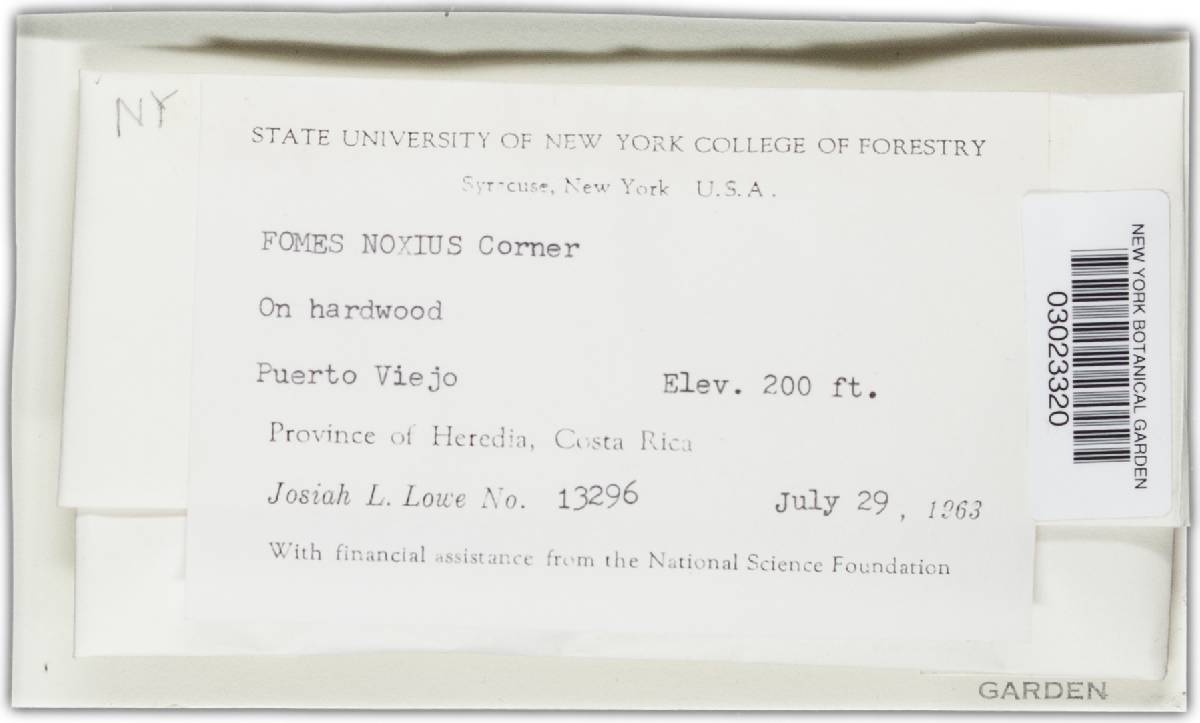 NY
STATE UNIVERSITY OF NEW YORK COLLEGE OF FORESTRY
Syracuse, New York U.S.A.
FOMES NOXIUS Corner
On hardwood
Puerto Viejo Elev. 200 ft.
Province of Heredia, Costa Rica
Josiah L. Lowe No. 13296 July 29, 1963
With financial assistance from the National Science Foundation
NEW YORK BOTANICAL GARDEN
03023320
GARDEN